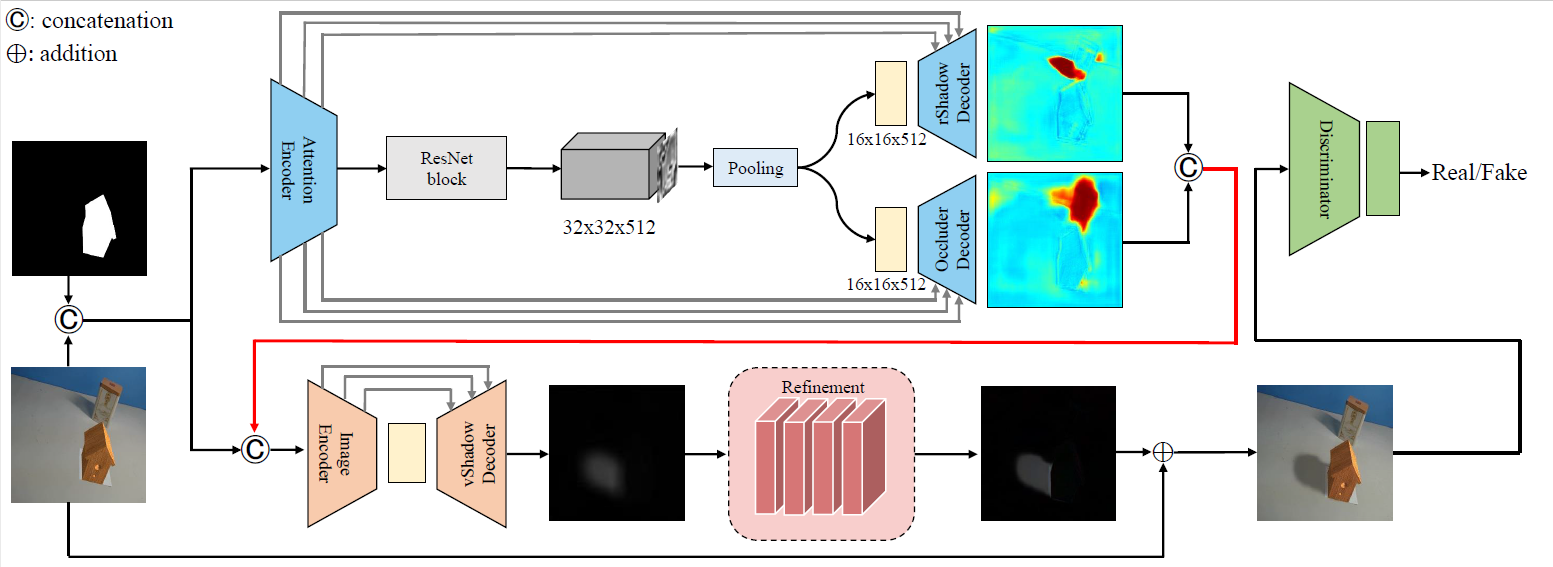 Ⓒ: concatenation
⊕: addition
Attention
Encoder
ResNet
block
32x32x512
Pooling
16x16x512
rShadow
Decoder
16x16x512
Occluder
Decoder
Ⓒ
Discriminator
Real/Fake
Ⓒ
Ⓒ
Image
Encoder
vShadow
Decoder
Refinement
⊕